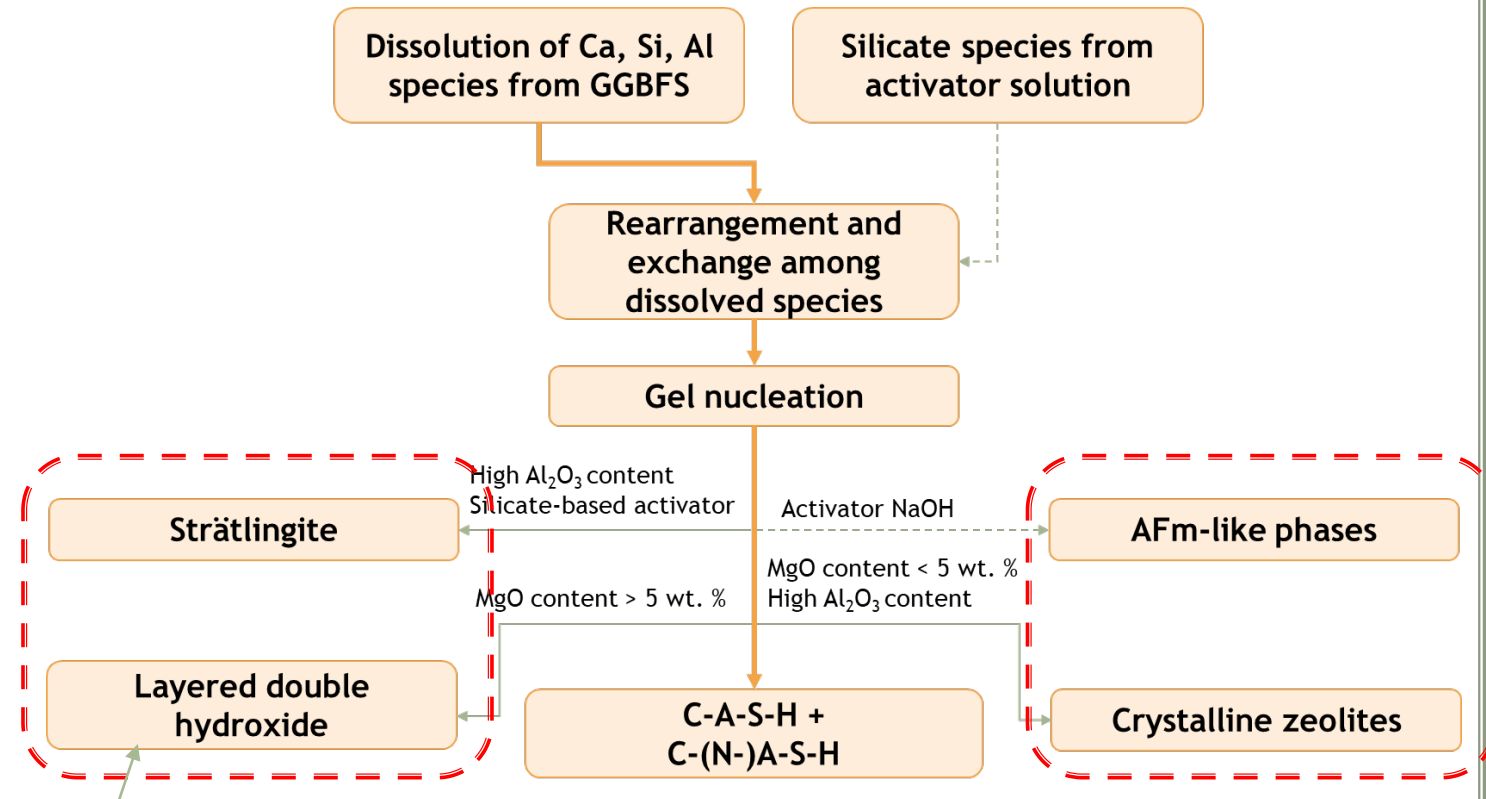 Dissolution of Ca, Si, Al
species from GGBFS
Silicate species from
activator solution
Rearrangement and
exchange among
dissolved species
Gel nucleation
High Al₂O₃ content
Silicate-based activator
Activator NaOH
Strätlingite
AFm-like phases
MgO content > 5 wt. %
MgO content < 5 wt. %
High Al₂O₃ content
Layered double
hydroxide
C-A-S-H +
C-(N-)A-S-H
Crystalline zeolites